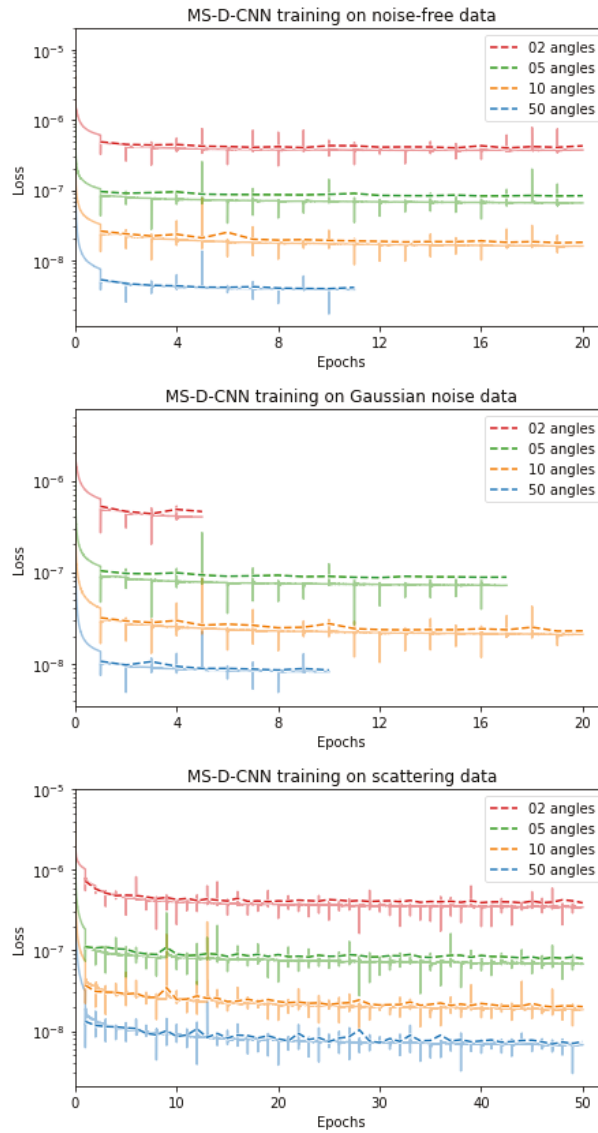 MS-D-CNN training on noise-free data
02 angles
05 angles
10 angles
50 angles
10⁻⁵
10⁻⁶
10⁻⁷
10⁻⁸
Loss
0 4 8 12 16 20
Epochs
MS-D-CNN training on Gaussian noise data
02 angles
05 angles
10 angles
50 angles
10⁻⁶
10⁻⁷
10⁻⁸
Loss
0 4 8 12 16 20
Epochs
MS-D-CNN training on scattering data
02 angles
05 angles
10 angles
50 angles
10⁻⁵
10⁻⁶
10⁻⁷
10⁻⁸
Loss
0 10 20 30 40 50
Epochs